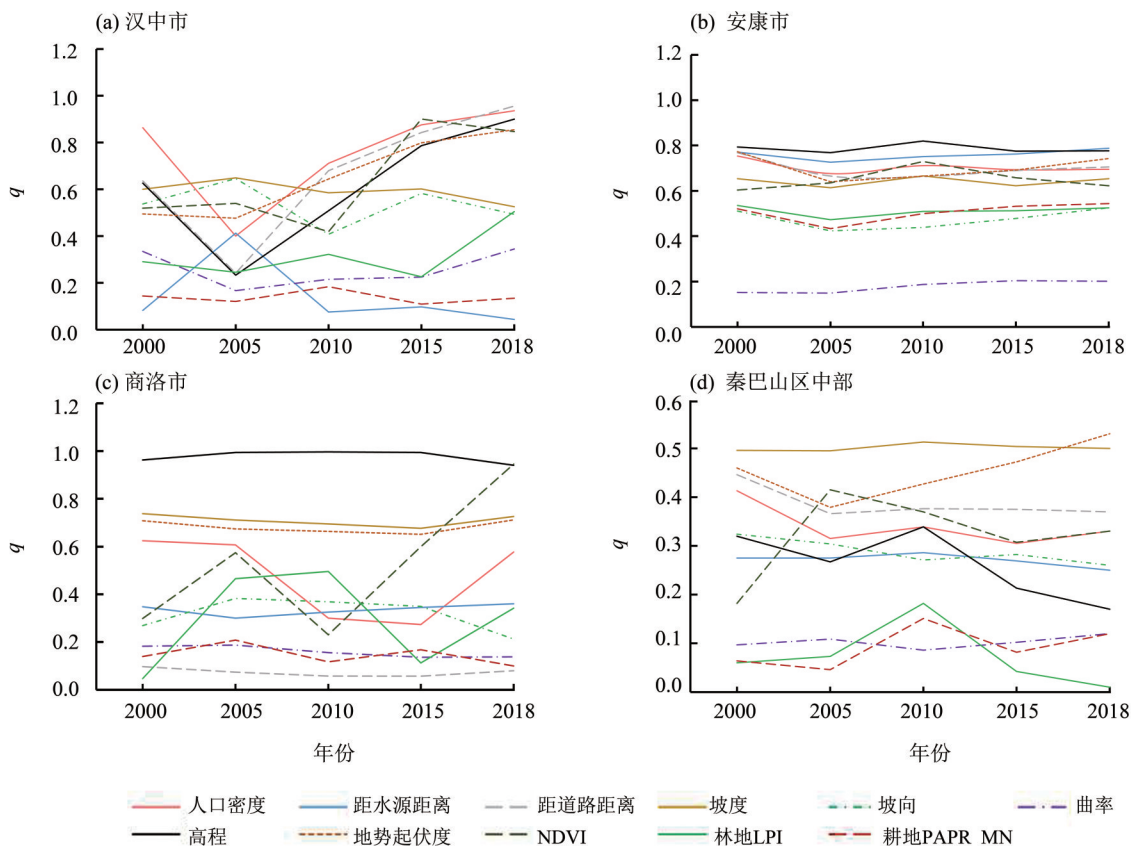 (a) 汉中市
(b) 安康市
1.2
1.0
0.8
0.6
0.4
0.2
0.0
q
2000 2005 2010 2015 2018
1.2
1.0
0.8
0.6
0.4
0.2
0
q
2000 2005 2010 2015 2018
(c) 商洛市
(d) 秦巴山区中部
1.2
1.0
0.8
0.6
0.4
0.2
0.0
q
2000 2005 2010 2015 2018
年份
0.6
0.5
0.4
0.3
0.2
0.1
0.0
q
2000 2005 2010 2015 2018
年份
人口密度 距水源距离 距道路距离 坡度 坡向 曲率
高程 地势起伏度 NDVI 林地LPI 耕地PAPR_MN